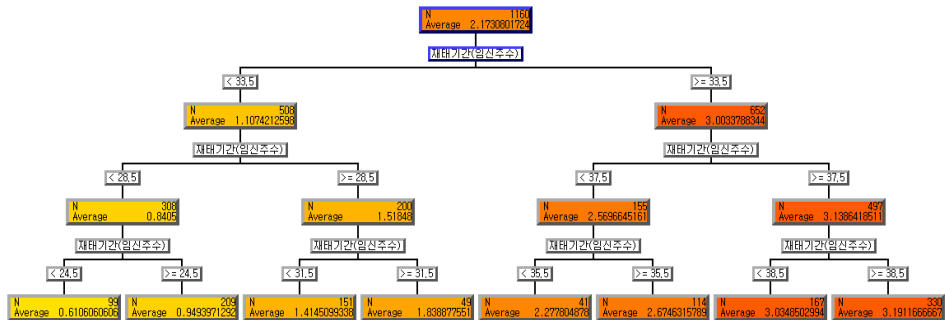 N 1160
Average 2.1730801724
재태기간(임신주수)
< 33,5
>= 33,5
N 508
Average 1.1074212598
N 652
Average 3.0033788344
재태기간(임신주수)
재태기간(임신주수)
< 28,5
>= 28,5
< 37,5
>= 37,5
N 308
Average 0.8405
N 200
Average 1.51848
N 155
Average 2.5696645161
N 497
Average 3.1386418511
재태기간(임신주수)
재태기간(임신주수)
재태기간(임신주수)
재태기간(임신주수)
< 24,5
>= 24,5
< 31,5
>= 31,5
< 35,5
>= 35,5
< 38,5
>= 38,5
N 99
Average 0.6106060606
N 209
Average 0.9493971292
N 151
Average 1.4145099338
N 49
Average 1.838877551
N 41
Average 2.277804878
N 114
Average 2.6746315789
N 167
Average 3.0348502994
N 330
Average 3.1911666667